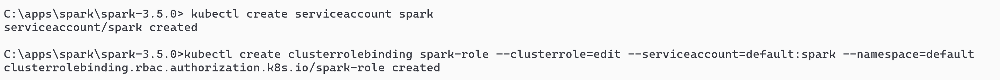 C:\apps\spark\spark-3.5.0> kubectl create serviceaccount spark
serviceaccount/spark created
C:\apps\spark\spark-3.5.0>kubectl create clusterrolebinding spark-role --clusterrole=edit --serviceaccount=default:spark --namespace=default
clusterrolebinding.rbac.authorization.k8s.io/spark-role created